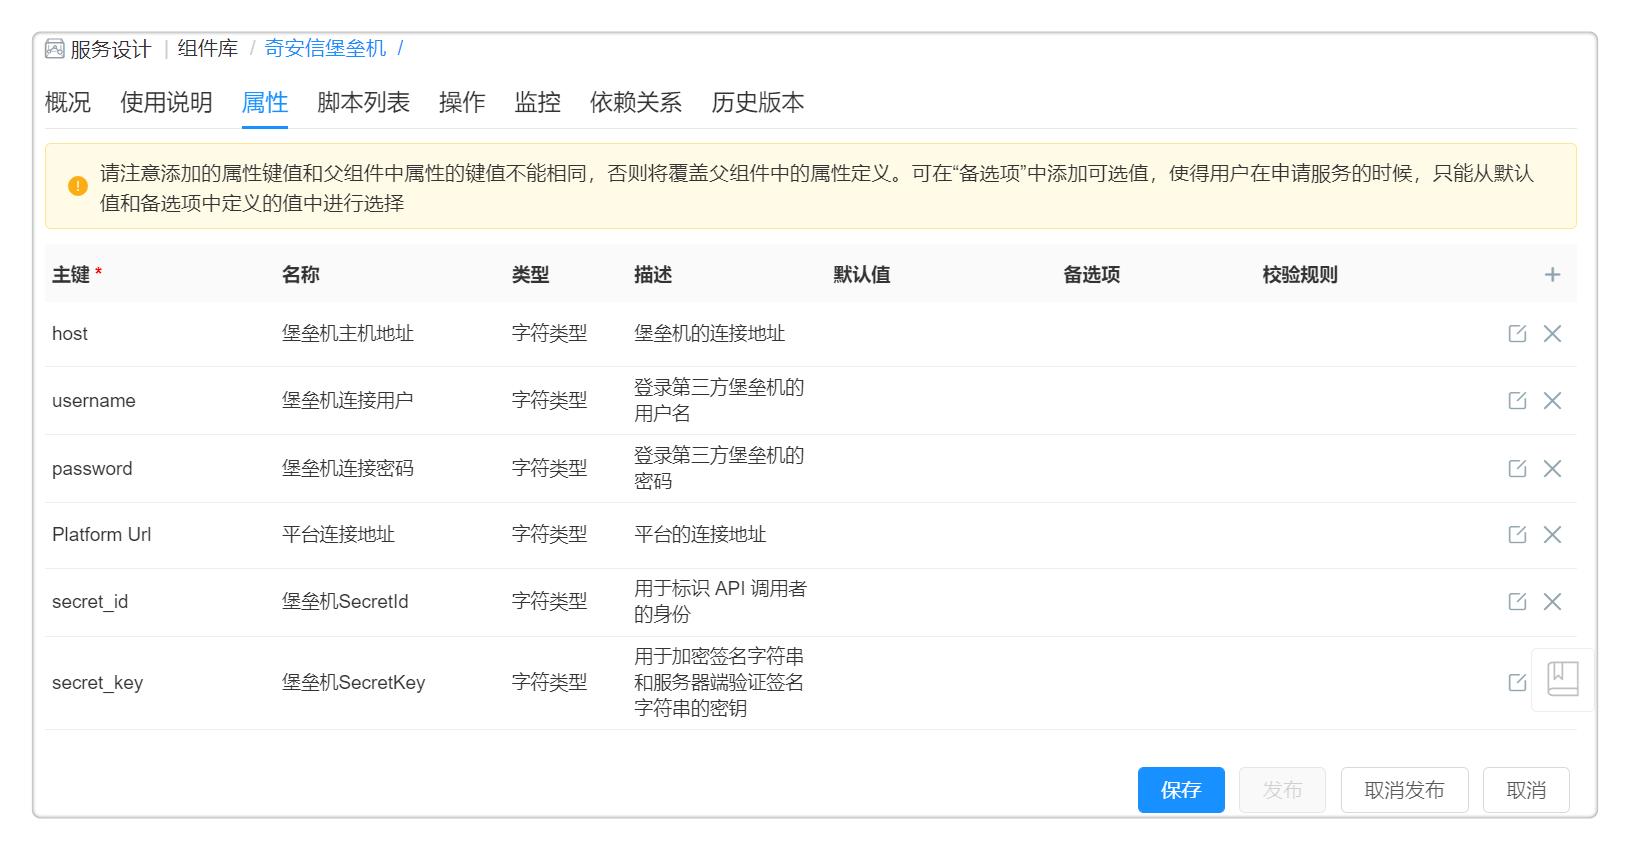 服务设计 | 组件库 / 奇安信堡垒机 /
概况 使用说明 属性 脚本列表 操作 监控 依赖关系 历史版本
请注意添加的属性键值和父组件中属性的键值不能相同，否则将覆盖父组件中的属性定义。可在“备选项”中添加可选值，使得用户在申请服务的时候，只能从默认
值和备选项中定义的值中进行选择
主键 * 名称 类型 描述 默认值 备选项 校验规则
host 堡垒机主机地址 字符类型 堡垒机的连接地址
username 堡垒机连接用户 字符类型 登录第三方堡垒机的
用户名
password 堡垒机连接密码 字符类型 登录第三方堡垒机的
密码
Platform Url 平台连接地址 字符类型 平台的连接地址
secret_id 堡垒机SecretId 字符类型 用于标识 API 调用者
的身份
secret_key 堡垒机SecretKey 字符类型 用于加密签名字符串
和服务器端验证签名
字符串的密钥
保存 发布 取消发布 取消